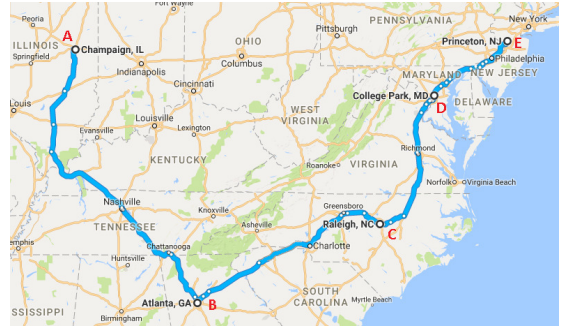 Fort Wayne
New York
PENNSYLVANIA
Peoria
A
Pittsburgh
Princeton, NJ
E
ILLINOIS
Champaign, IL
OHIO
Philadelphia
Springfield
Indianapolis
Columbus
MARYLAND
NEW JERSEY
College Park, MD
Cincinnati
D
DELAWARE
Louis
WEST
VIRGINIA
Evansville
Louisville
Lexington
Richmond
KENTUCKY
Roanoke
VIRGINIA
Norfolk
Virginia Beach
Nashville
Greensboro
Knoxville
Raleigh, NC
TENNESSEE
Asheville
C
Chattanooga
Charlotte
emphis
Huntsville
Atlanta, GA
B
SOUTH
CAROLINA
Myrtle Beach
SSISSIPPI
Birmingham